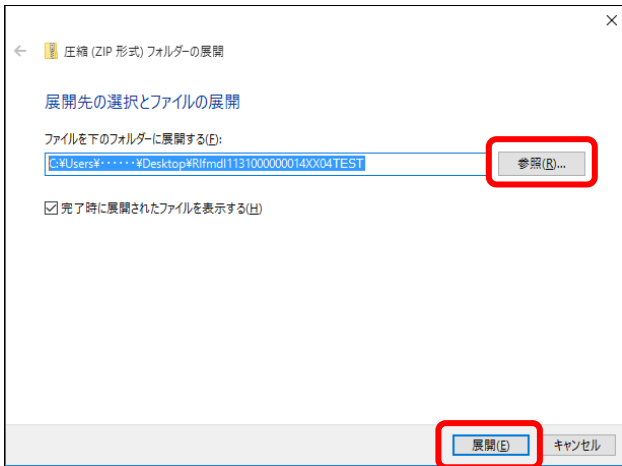 圧縮 (ZIP 形式) フォルダーの展開
展開先の選択とファイルの展開
ファイルを下のフォルダーに展開する(F):
C:¥Users¥・・・・・・¥Desktop¥RIfmdl1131000000014XX04TEST
参照(R)...
完了時に展開されたファイルを表示する(H)
展開(E)
キャンセル